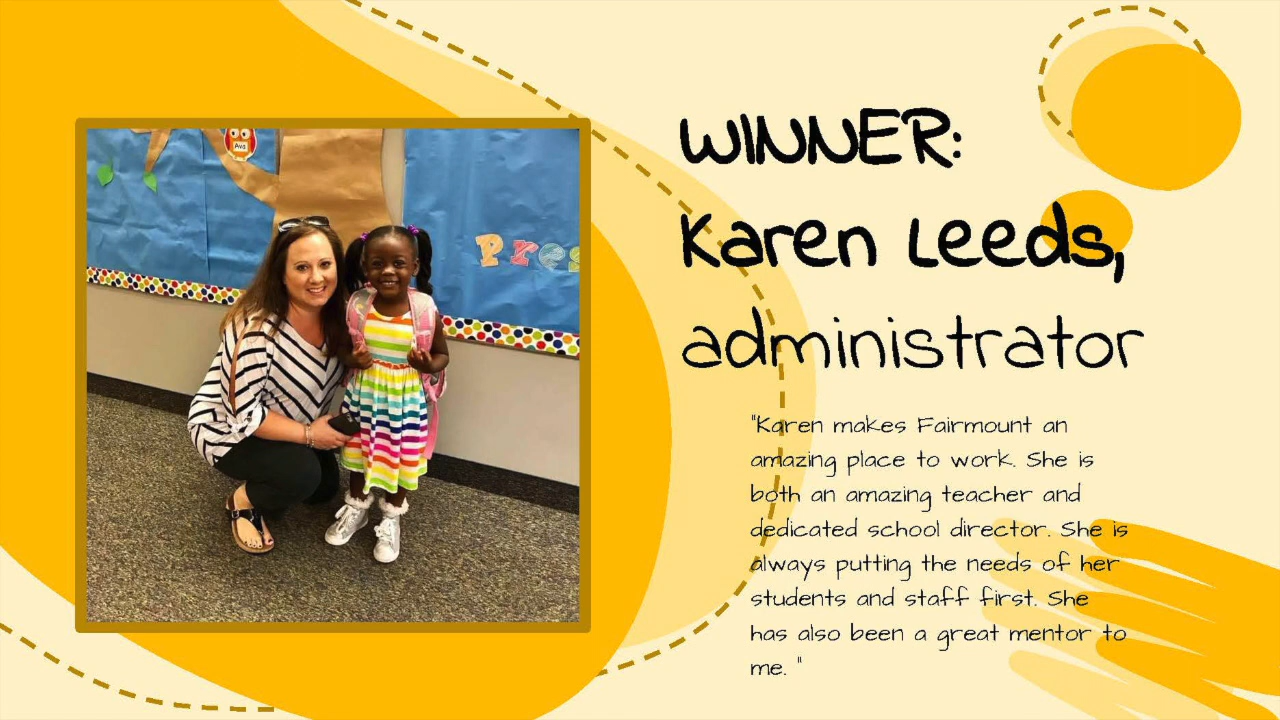 WINNER:
Karen Leeds,
administrator
"Karen makes Fairmount an
amazing place to work. She is
both an amazing teacher and
dedicated school director. She is
always putting the needs of her
students and staff first. She
has also been a great mentor to
me. "
Ava
Pres